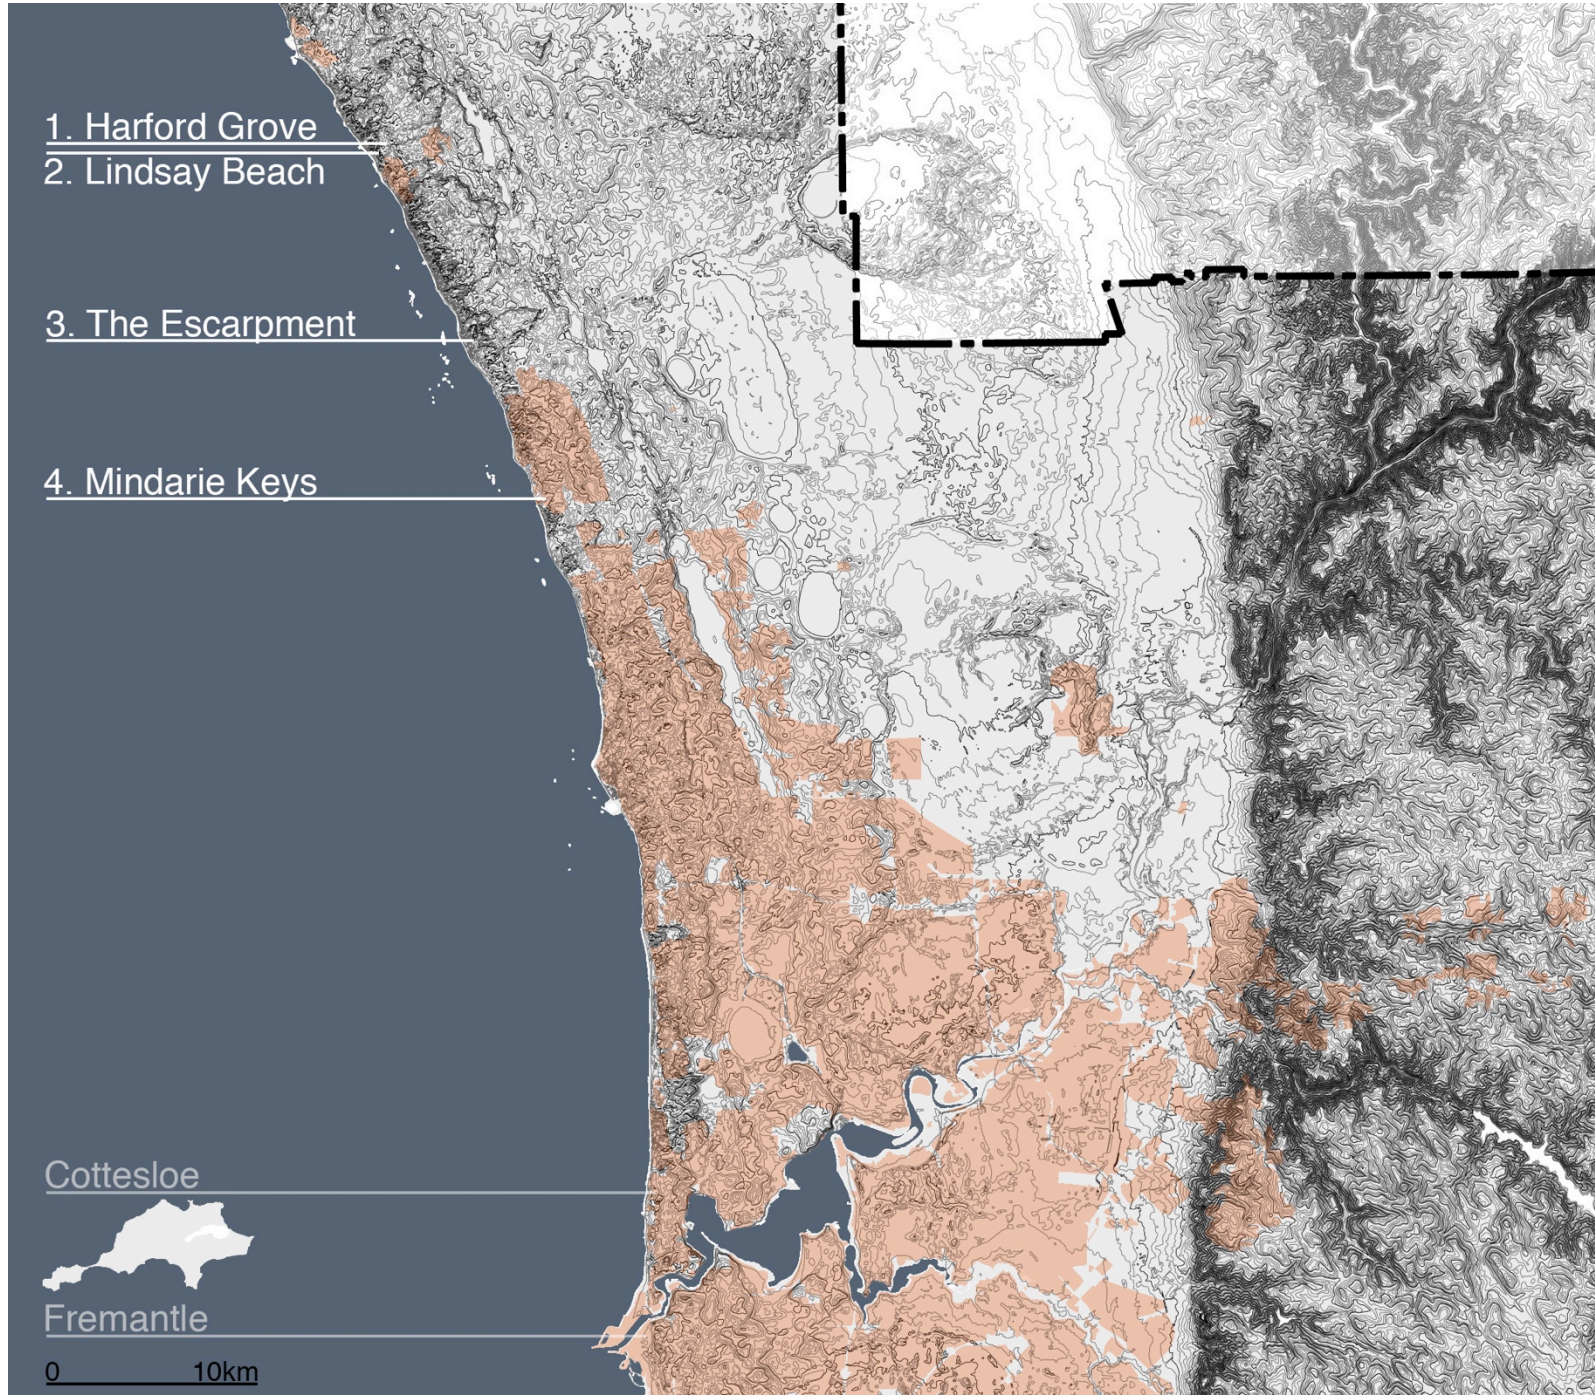 1. Harford Grove
2. Lindsay Beach
3. The Escarpment
4. Mindarie Keys
Cottesloe
Fremantle
0 10km